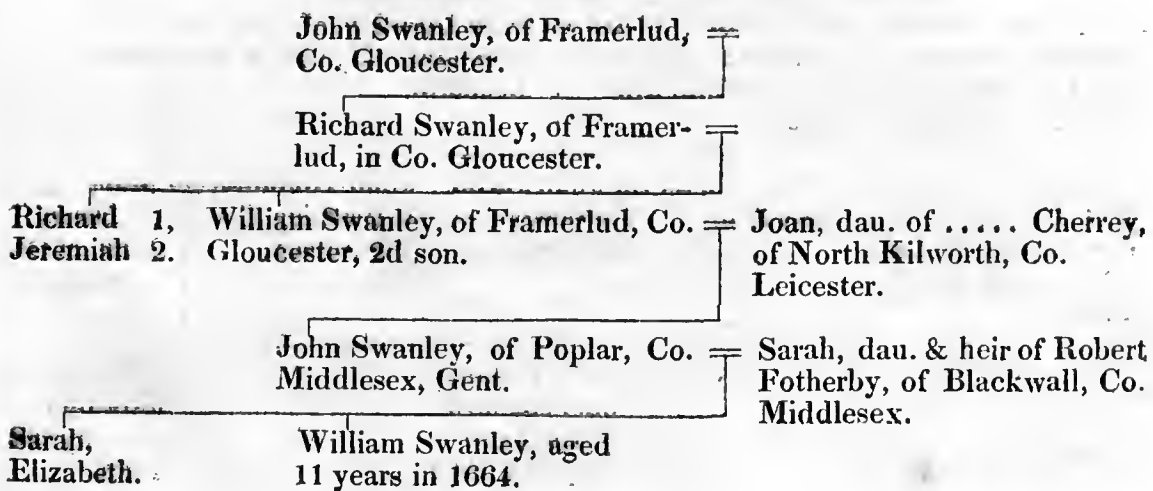 John Swanley, of Framerlud,
Co. Gloucester.
Richard Swanley, of Framer-
lud, in Co. Gloucester.
Richard 1,
Jeremiah 2.
William Swanley, of Framerlud, Co.
Gloucester, 2d son.
Joan, dau. of ..... Cherrey,
of North Kilworth, Co.
Leicester.
John Swanley, of Poplar, Co.
Middlesex, Gent.
Sarah, dau. & heir of Robert
Fotherby, of Blackwall, Co.
Middlesex.
Sarah,
Elizabeth.
William Swanley, aged
11 years in 1664.